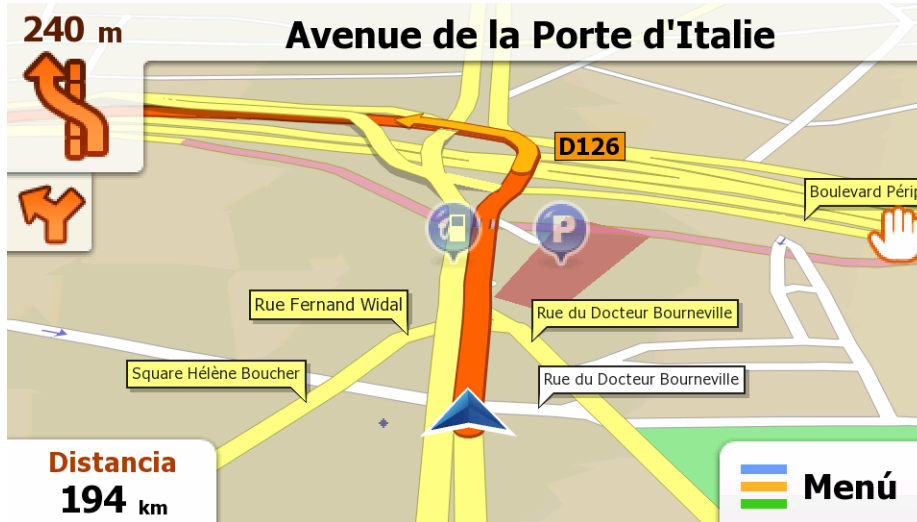 240 m
Avenue de la Porte d'Italie
D126
Boulevard Périp
P
Rue Fernand Widal
Rue du Docteur Bourneville
Square Hélène Boucher
Rue du Docteur Bourneville
Distancia
194 km
Menú